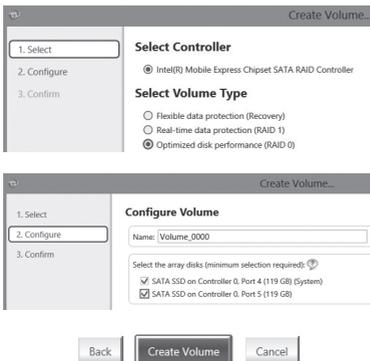 Create Volume...
1. Select
2. Configure
3. Confirm
Select Controller
Intel(R) Mobile Express Chipset SATA RAID Controller
Select Volume Type
Flexible data protection (Recovery)
Real-time data protection (RAID 1)
Optimized disk performance (RAID 0)
Create Volume...
1. Select
2. Configure
3. Confirm
Configure Volume
Name: Volume_0000
Select the array disks (minimum selection required): ?
SATA SSD on Controller 0, Port 4 (119 GB) (System)
SATA SSD on Controller 0, Port 5 (119 GB)
Back
Create Volume
Cancel